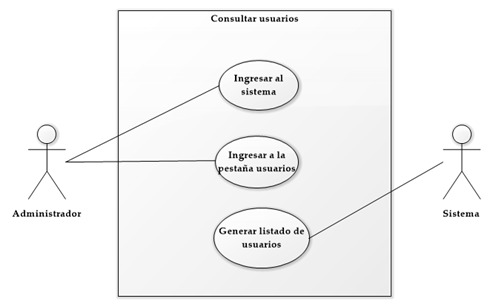 Consultar usuarios
Ingresar al
sistema
Ingresar a la
pestaña usuarios
Administrador
Sistema
Generar listado de
usuarios